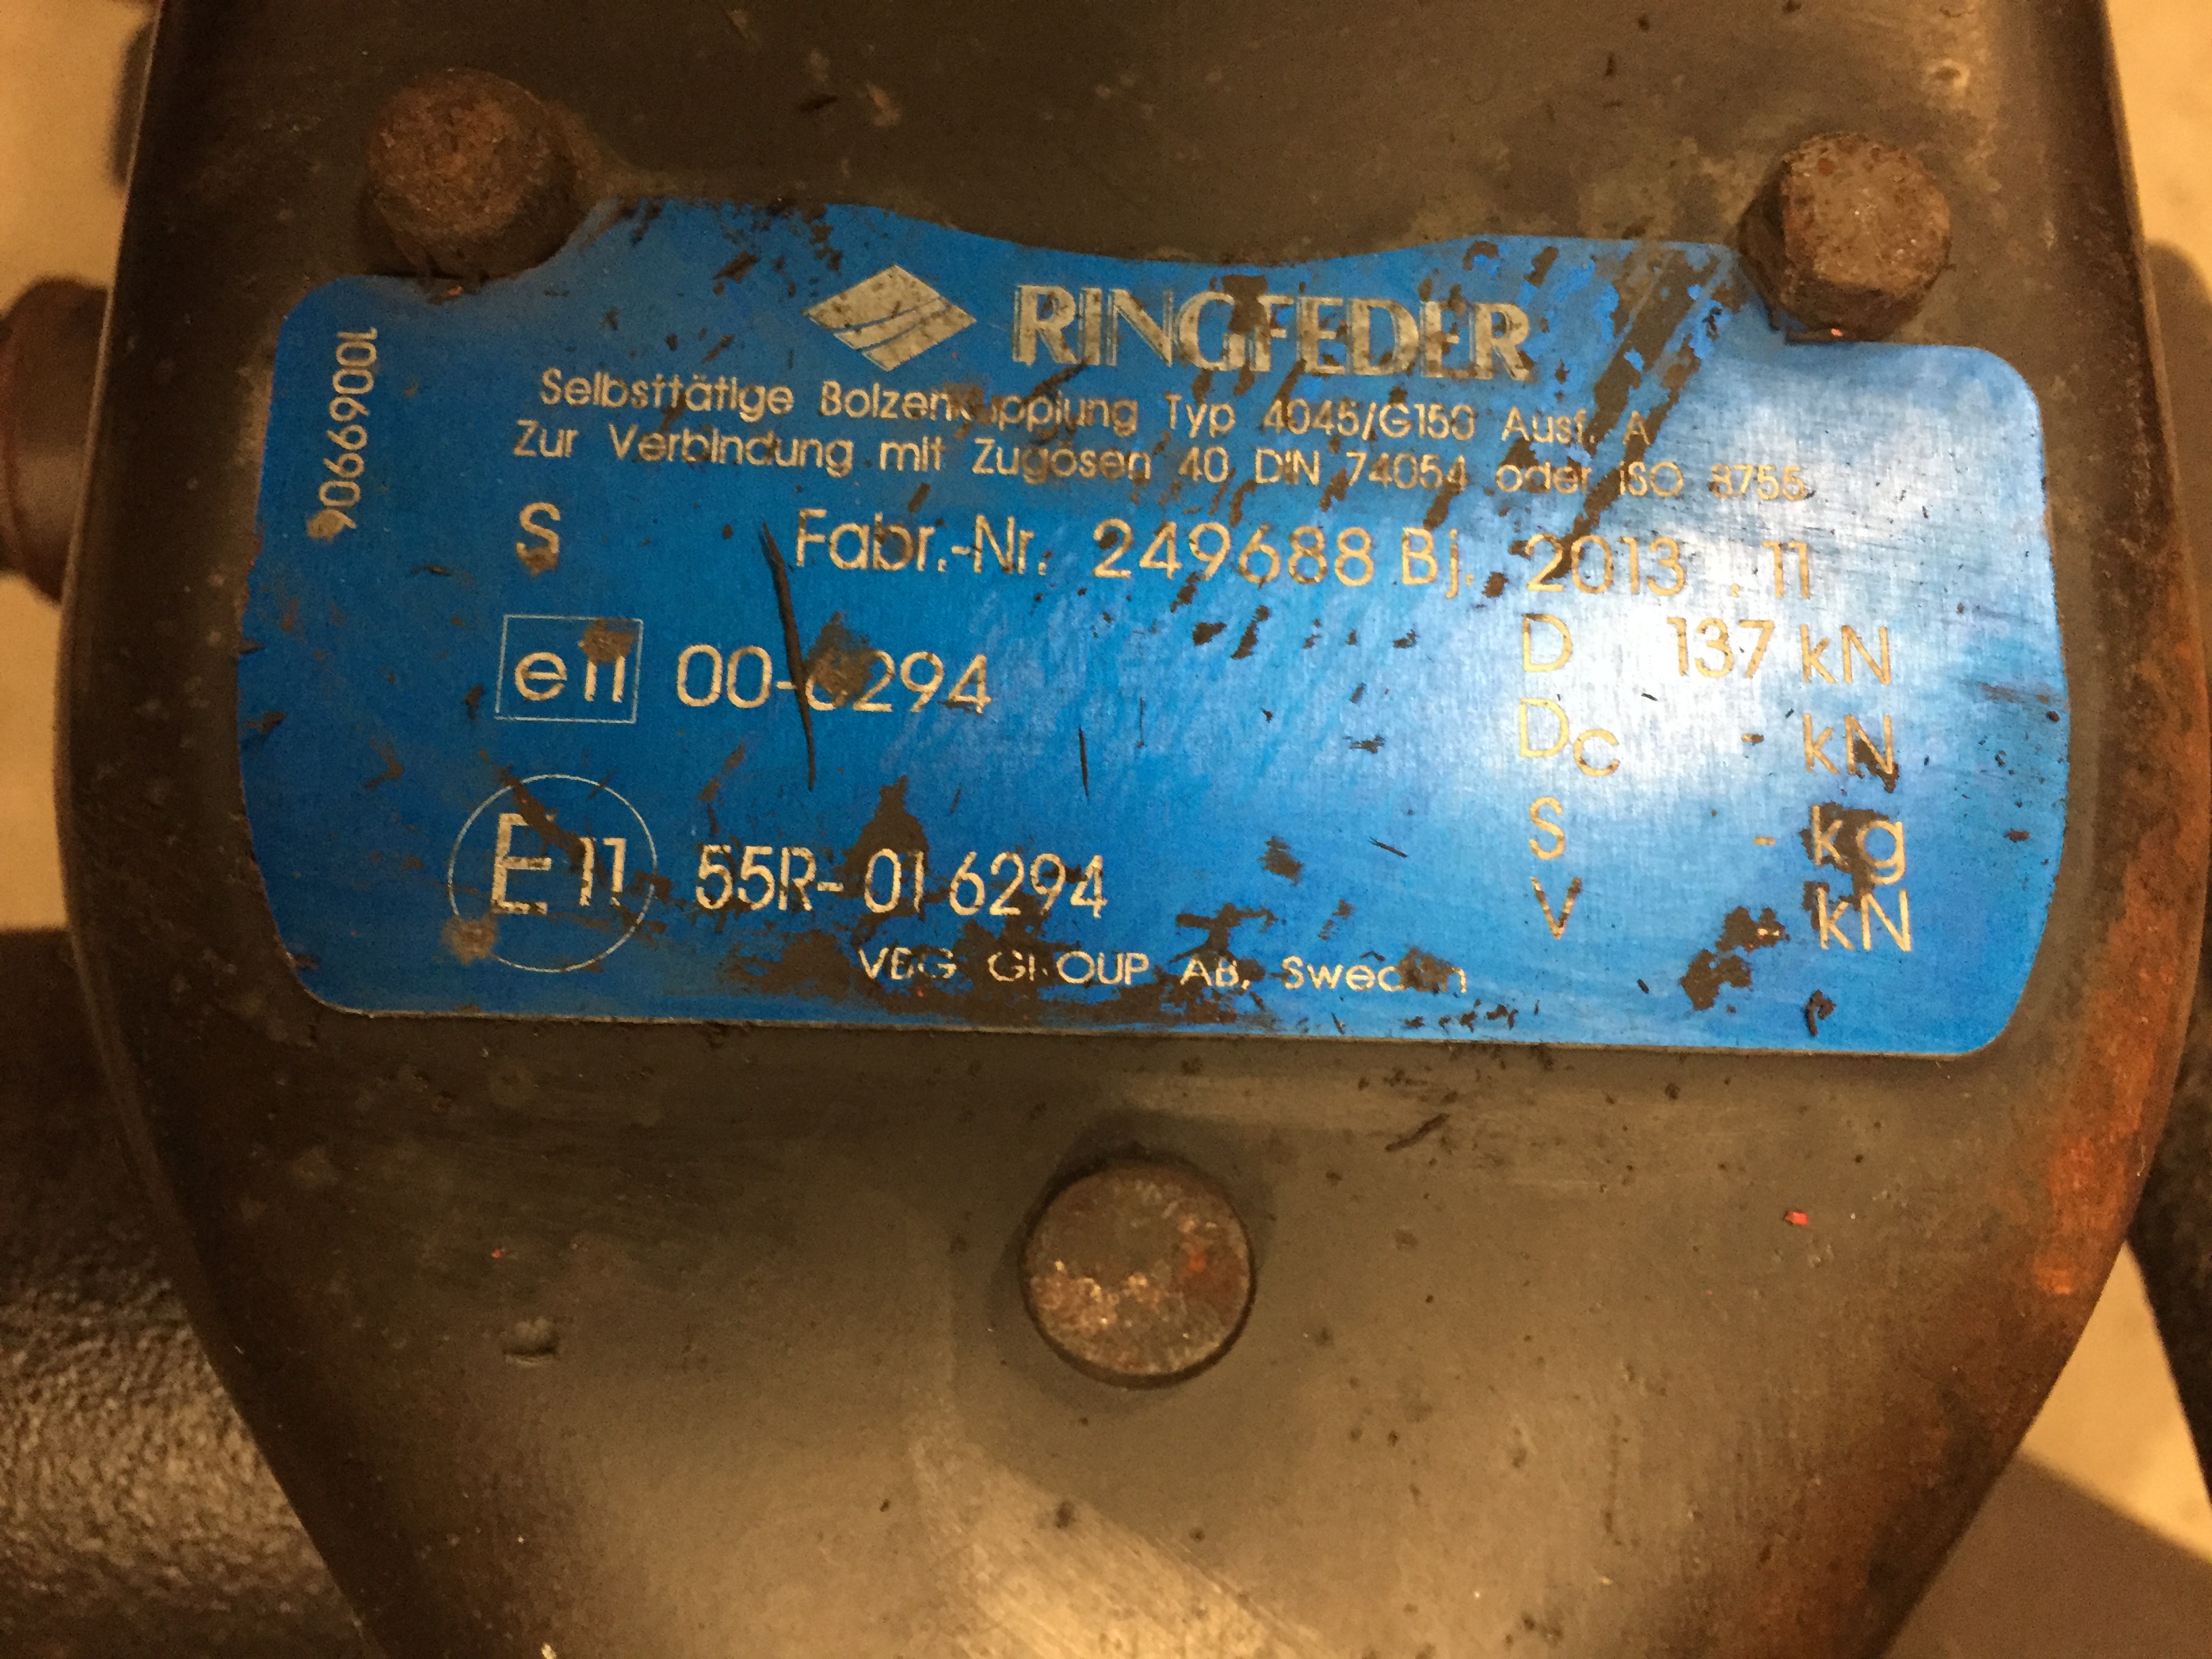 RINGFEDER
Selbsttätige Bolzenkupplung Typ 4045/G150 Ausf. A
Zur Verbindung mit Zugösen 40 DIN 74054 oder ISO 8755
10069906
S Fabr.-Nr. 249688 Bj. 2013 . 11
e11 00-6294
D 137 kN
Dc - kN
S - kg
E11 55R-01 6294
V - kN
VBG GROUP AB, Sweden